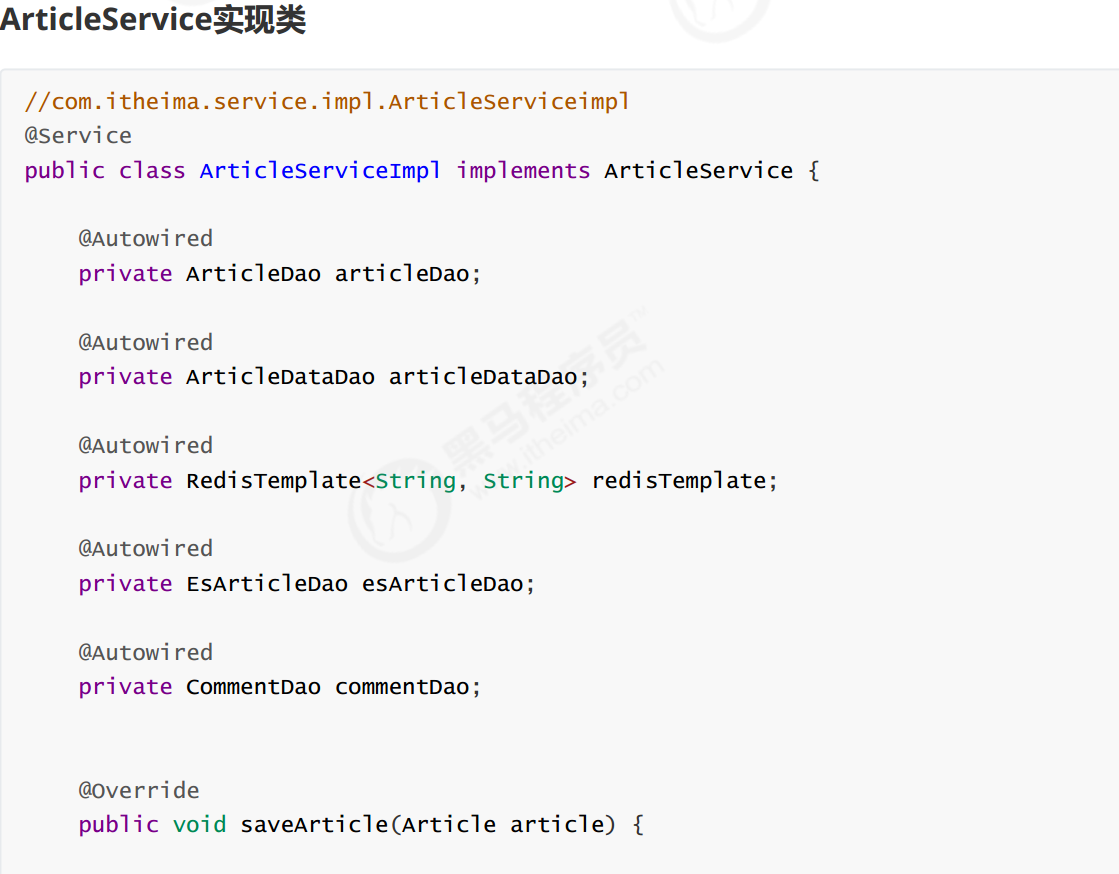 ArticleService实现类
//com.itheima.service.impl.ArticleServiceimpl
@Service
public class ArticleServiceImpl implements ArticleService {
@Autowired
private ArticleDao articleDao;
@Autowired
private ArticleDataDao articleDataDao;
@Autowired
private RedisTemplate<String, String> redisTemplate;
@Autowired
private EsArticleDao esArticleDao;
@Autowired
private CommentDao commentDao;
@Override
public void saveArticle(Article article) {
黑马程序员™
www.itheima.com